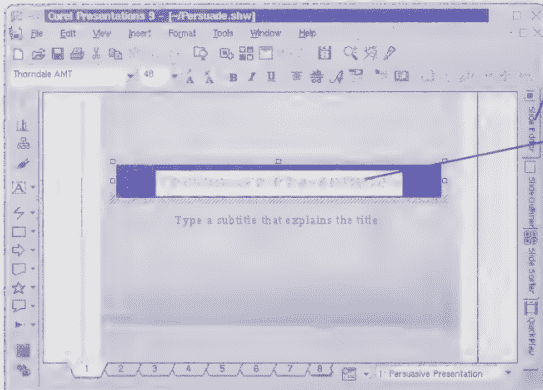 Corel Presentations 9 - [~/Persuade.shw]
File Edit View Insert Format Tools Window Help
Thorndale AMT 48
B I U
Type a subtitle that explains the title.
Slide Editor
Slide Outliner
Slide Sorter
QuickPlay
1 2 3 4 5 6 7 8
1: Persuasive Presentation